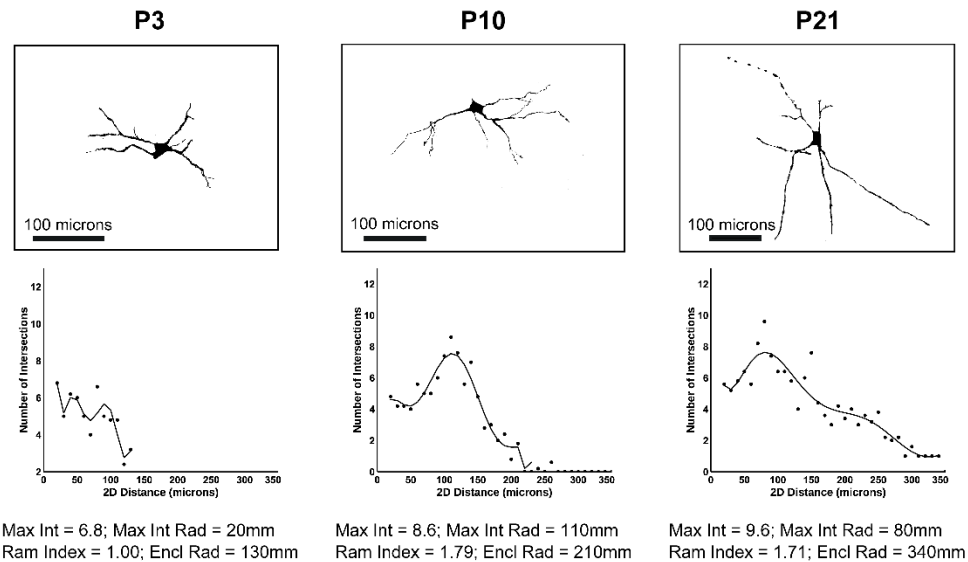 P3
P10
P21
100 microns
100 microns
100 microns
Number of Intersections
12
10
8
6
4
2
0
50
100
150
200
250
300
350
2D Distance (microns)
Number of Intersections
12
10
8
6
4
2
0
0
50
100
150
200
250
300
350
2D Distance (microns)
Number of Intersections
12
10
8
6
4
2
0
0
50
100
150
200
250
300
350
2D Distance (microns)
Max Int = 6.8; Max Int Rad = 20mm
Ram Index = 1.00; Encl Rad = 130mm
Max Int = 8.6; Max Int Rad = 110mm
Ram Index = 1.79; Encl Rad = 210mm
Max Int = 9.6; Max Int Rad = 80mm
Ram Index = 1.71; Encl Rad = 340mm